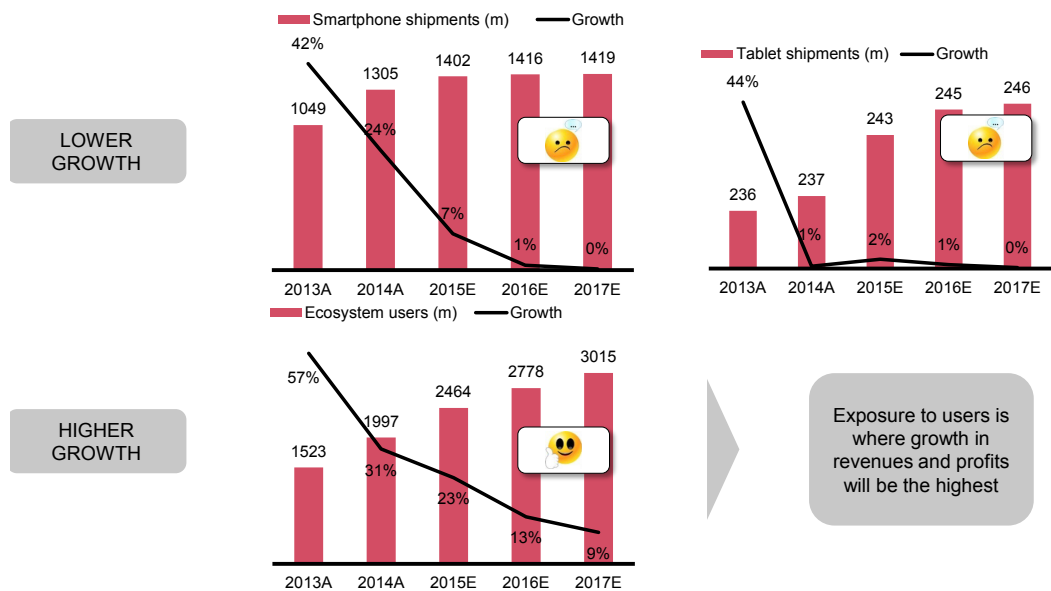 Smartphone shipments (m) Growth
42%
1049
1305
1402
1416
1419
24%
7%
1%
0%
2013A 2014A 2015E 2016E 2017E
Tablet shipments (m) Growth
44%
236
237
243
245
246
1%
2%
1%
0%
2013A 2014A 2015E 2016E 2017E
LOWER
GROWTH
Ecosystem users (m) Growth
57%
1523
1997
2464
2778
3015
31%
23%
13%
9%
2013A 2014A 2015E 2016E 2017E
HIGHER
GROWTH
Exposure to users is
where growth in
revenues and profits
will be the highest